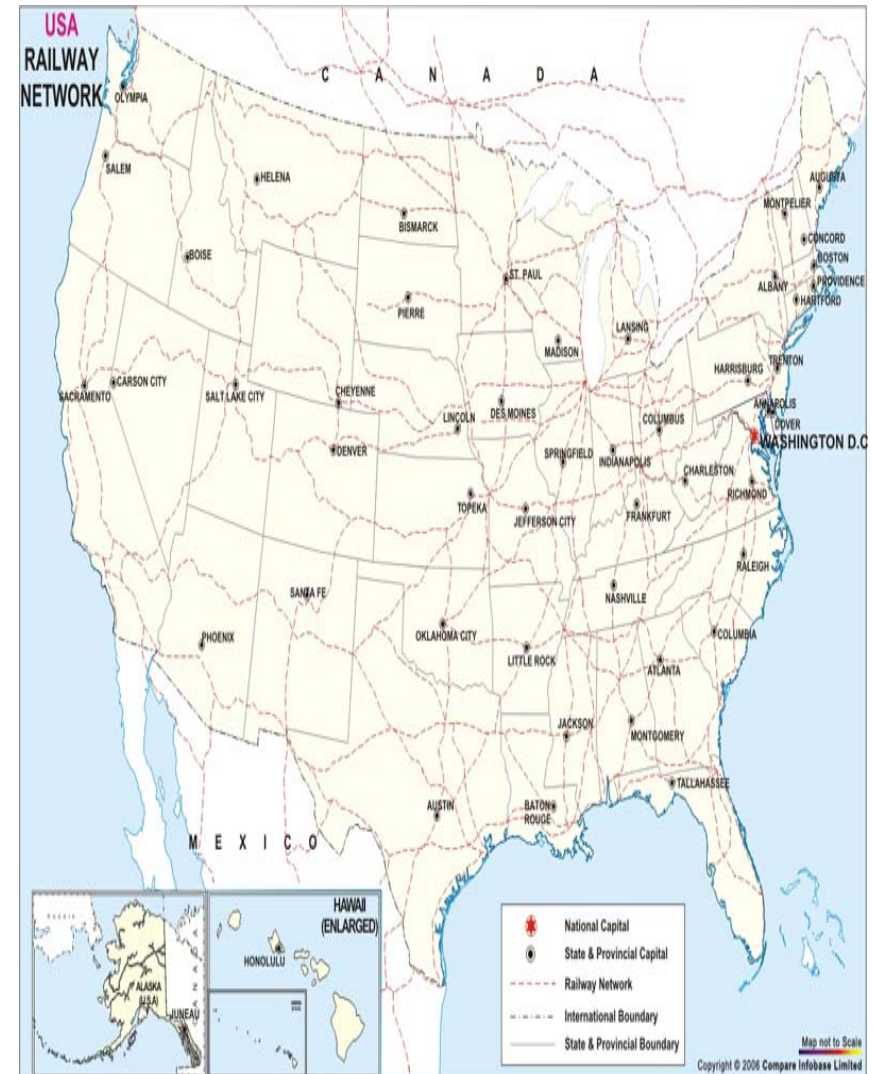 USA
RAILWAY
NETWORK
C A N A D A
OLYMPIA
SALEM
HELENA
BISMARCK
BOISE
ST. PAUL
PIERRE
AUGUSTA
MONTPELIER
CONCORD
BOSTON
PROVIDENCE
ALBANY
HARTFORD
LANSING
MADISON
TRENTON
HARRISBURG
SACRAMENTO
CARSON CITY
SALT LAKE CITY
CHEYENNE
LINCOLN
DES MOINES
COLUMBUS
ANNAPOLIS
DOVER
WASHINGTON D.C
DENVER
SPRINGFIELD
INDIANAPOLIS
CHARLESTON
RICHMOND
TOPEKA
JEFFERSON CITY
FRANKFURT
RALEIGH
SANTA FE
NASHVILLE
PHOENIX
OKLAHOMA CITY
LITTLE ROCK
COLUMBIA
ATLANTA
JACKSON
MONTGOMERY
TALLAHASSEE
AUSTIN
BATON
ROUGE
M E X I C O
RUSSIA
CANADA
ALASKA
(U.S.A)
JUNEAU
HAWAII
(ENLARGED)
HONOLULU
National Capital
State & Provincial Capital
Railway Network
International Boundary
State & Provincial Boundary
Map not to Scale
Copyright © 2006 Compare Infobase Limited